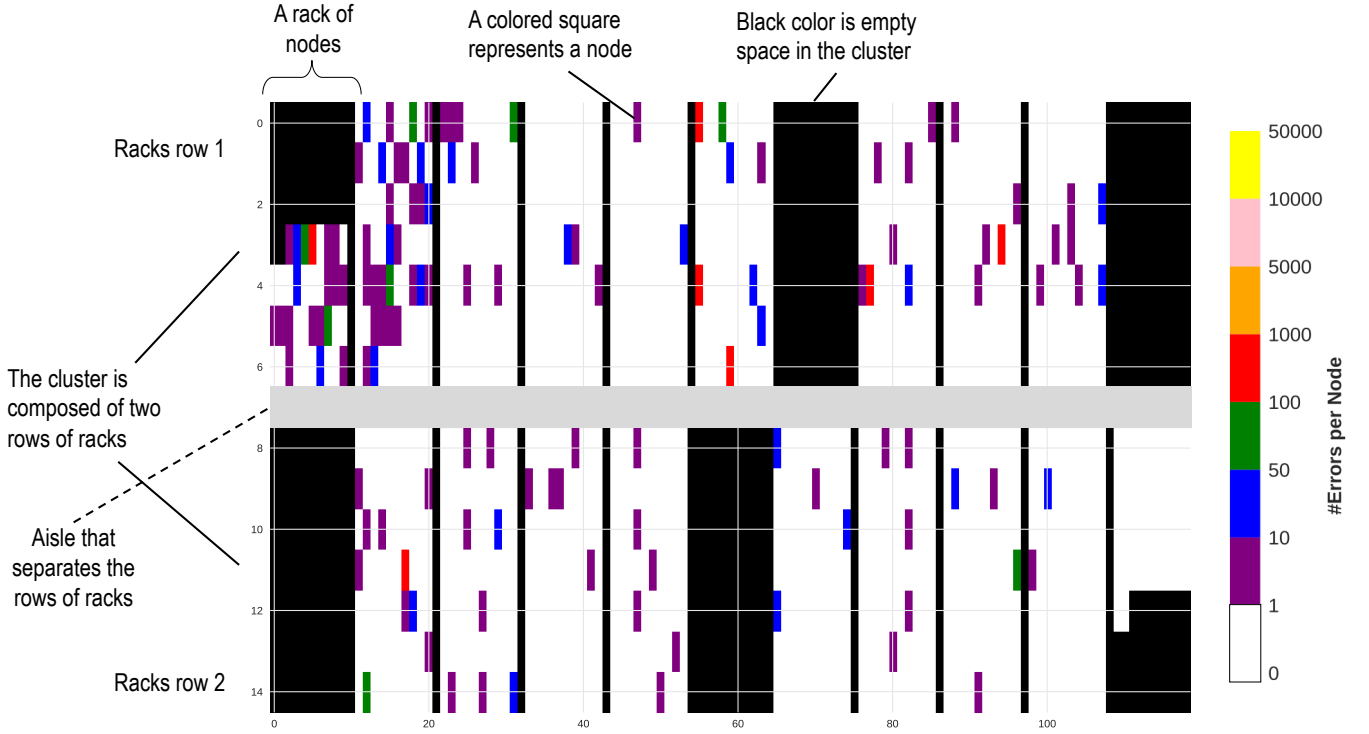 A rack of
nodes
A colored square
represents a node
Black color is empty
space in the cluster
Racks row 1
The cluster is
composed of two
rows of racks
Aisle that
separates the
rows of racks
Racks row 2
0
2
4
6
8
10
12
14
0
20
40
60
80
100
50000
10000
5000
1000
100
50
10
1
0
#Errors per Node